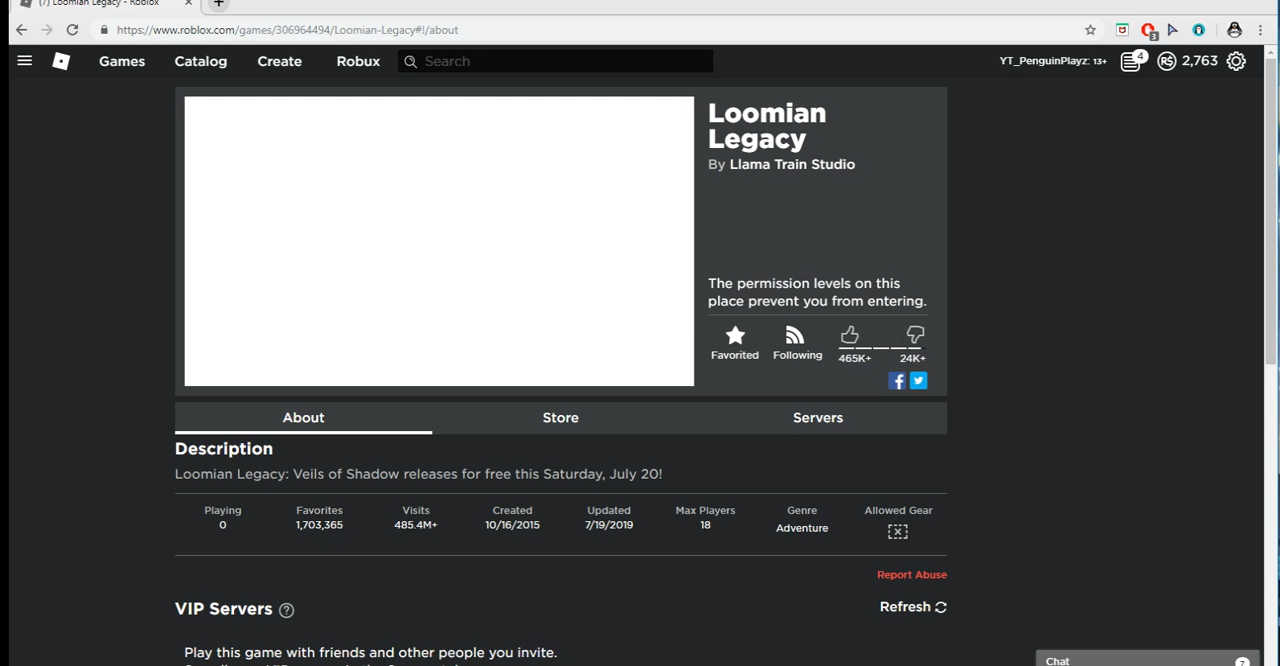 (7) Loomian Legacy - Roblox
https://www.roblox.com/games/306964494/Loomian-Legacy#!/about
3
Games Catalog Create Robux Search
YT_PenguinPlayz: 13+ 4 R$ 2,763
Loomian
Legacy
By Llama Train Studio
The permission levels on this
place prevent you from entering.
Favorited Following 465K+ 24K+
About Store Servers
Description
Loomian Legacy: Veils of Shadow releases for free this Saturday, July 20!
Playing Favorites Visits Created Updated Max Players Genre Allowed Gear
0 1,703,365 485.4M+ 10/16/2015 7/19/2019 18 Adventure
Report Abuse
VIP Servers ? Refresh
Play this game with friends and other people you invite.
Chat 7